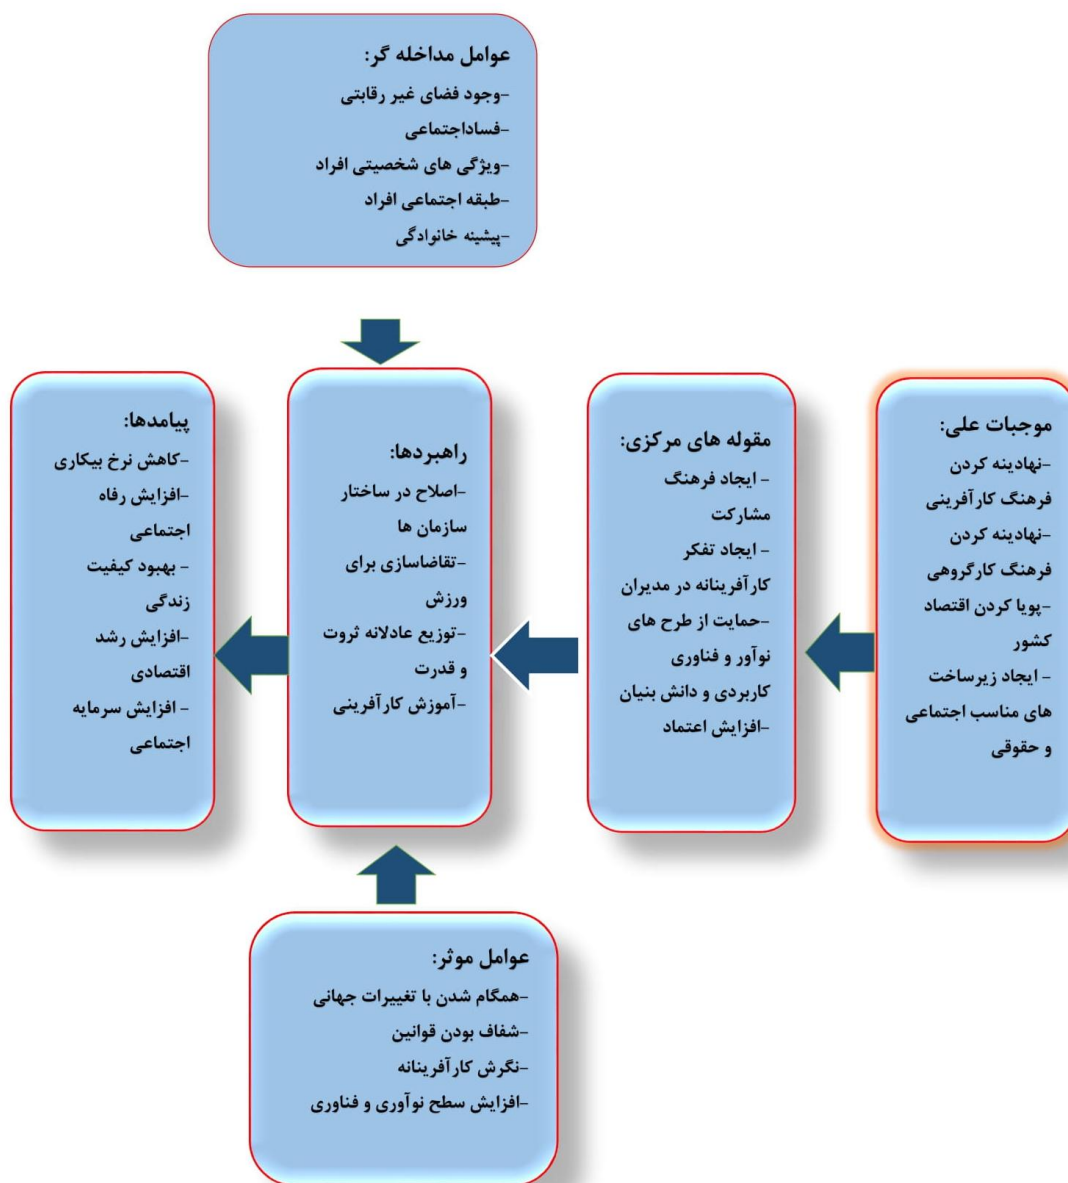 عوامل مداخله گر:
-وجود فضای غیر رقابتی
-فساداجتماعی
-ویژگی های شخصیتی افراد
-طبقه اجتماعی افراد
-پیشینه خانوادگی
موجبات علی:
-نهادینه کردن
فرهنگ کارآفرینی
-نهادینه کردن
فرهنگ کارگروهی
-پویا کردن اقتصاد
کشور
- ایجاد زیرساخت
های مناسب اجتماعی
و حقوقی
مقوله های مرکزی:
- ایجاد فرهنگ
مشارکت
- ایجاد تفکر
کارآفرینانه در مدیران
-حمایت از طرح های
نوآور و فناوری
کاربردی و دانش بنیان
-افزایش اعتماد
راهبردها:
-اصلاح در ساختار
سازمان ها
-تقاضاسازی برای
ورزش
-توزیع عادلانه ثروت
و قدرت
-آموزش کارآفرینی
پیامدها:
-کاهش نرخ بیکاری
-افزایش رفاه
اجتماعی
- بهبود کیفیت
زندگی
-افزایش رشد
اقتصادی
- افزایش سرمایه
اجتماعی
عوامل موثر:
-همگام شدن با تغییرات جهانی
-شفاف بودن قوانین
-نگرش کارآفرینانه
-افزایش سطح نوآوری و فناوری